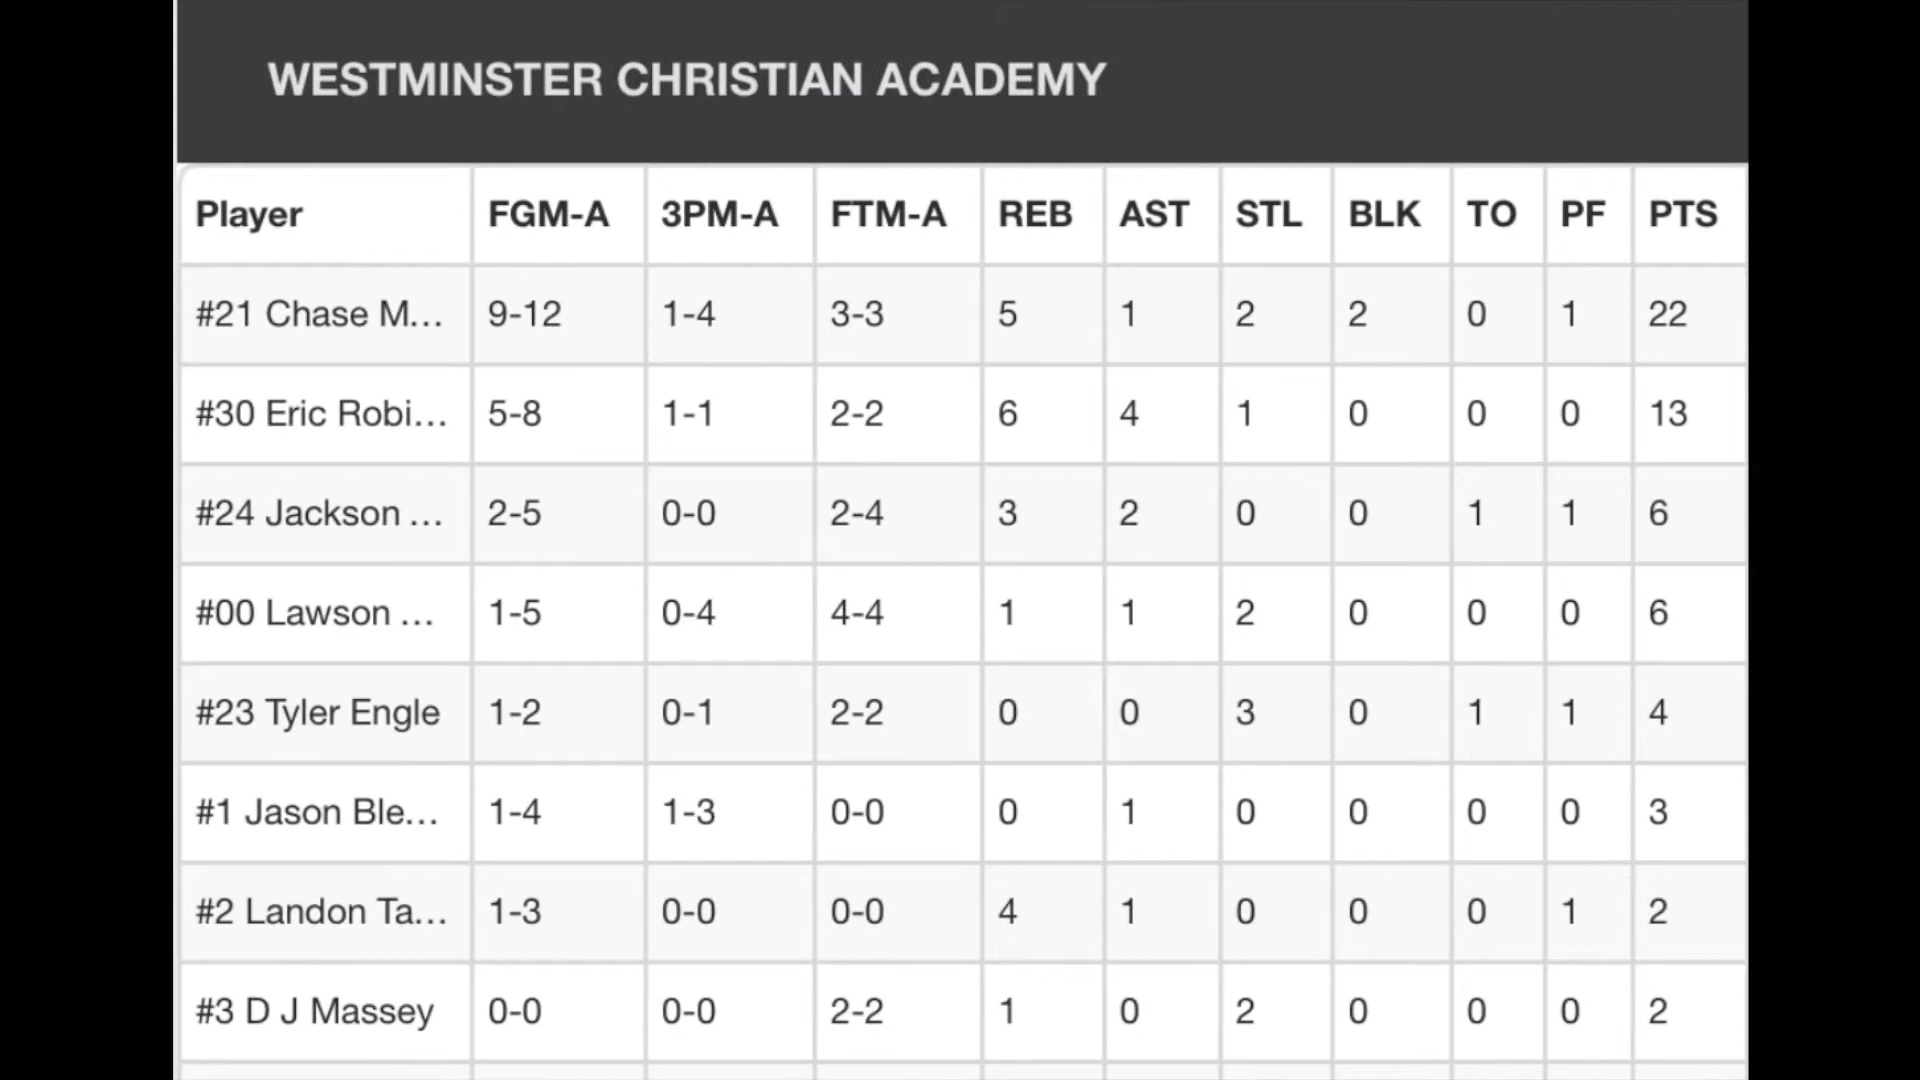 WESTMINSTER CHRISTIAN ACADEMY
Player FGM-A 3PM-A FTM-A REB AST STL BLK TO PF PTS
#21 Chase M... 9-12 1-4 3-3 5 1 2 2 0 1 22
#30 Eric Robi... 5-8 1-1 2-2 6 4 1 0 0 0 13
#24 Jackson ... 2-5 0-0 2-4 3 2 0 0 1 1 6
#00 Lawson ... 1-5 0-4 4-4 1 1 2 0 0 0 6
#23 Tyler Engle 1-2 0-1 2-2 0 0 3 0 1 1 4
#1 Jason Ble... 1-4 1-3 0-0 0 1 0 0 0 0 3
#2 Landon Ta... 1-3 0-0 0-0 4 1 0 0 0 1 2
#3 D J Massey 0-0 0-0 2-2 1 0 2 0 0 0 2